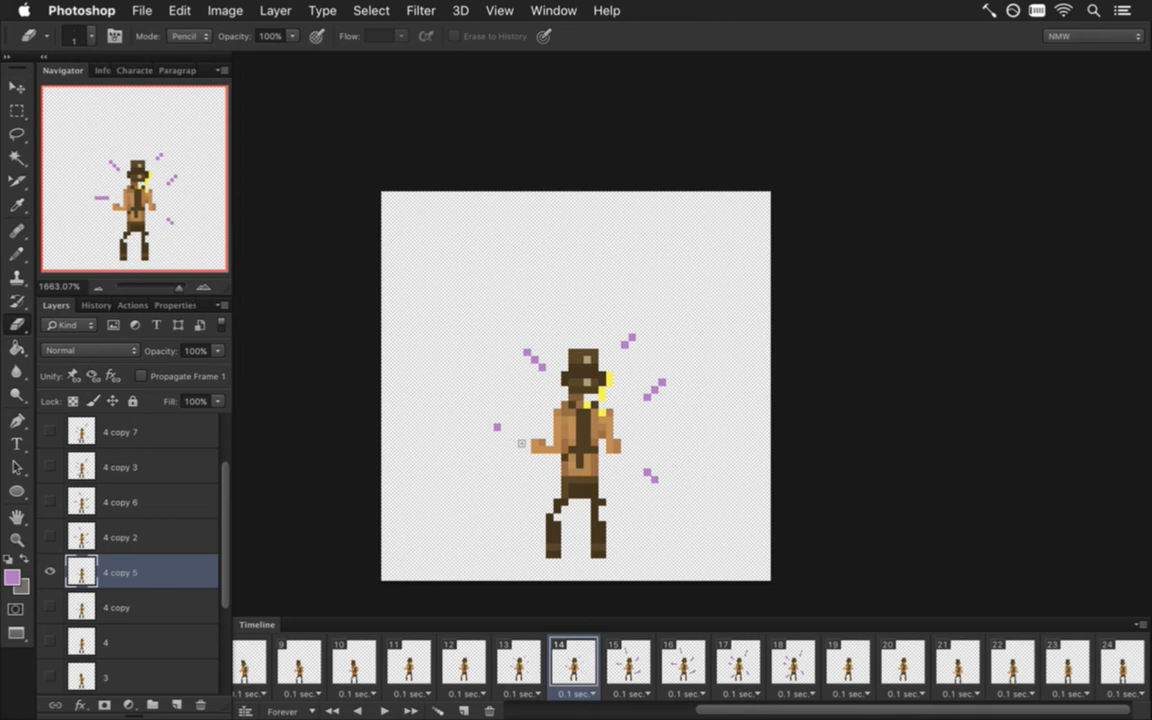 Photoshop File Edit Image Layer Type Select Filter 3D View Window Help
1 Mode: Pencil Opacity: 100% Flow: Erase to History NMW
Navigator Info Characte Paragrap
1663.07%
Layers History Actions Properties
Kind
Normal Opacity: 100%
Unify: Propagate Frame 1
Lock: Fill: 100%
4 copy 7
4 copy 3
4 copy 6
4 copy 2
4 copy 5
4 copy
4
3
Timeline
9 10 11 12 13 14 15 16 17 18 19 20 21 22 23 24
0.1 sec. 0.1 sec. 0.1 sec. 0.1 sec. 0.1 sec. 0.1 sec. 0.1 sec. 0.1 sec. 0.1 sec. 0.1 sec. 0.1 sec. 0.1 sec. 0.1 sec. 0.1 sec. 0.1 sec. 0.1 sec. 0.1 sec.
Forever